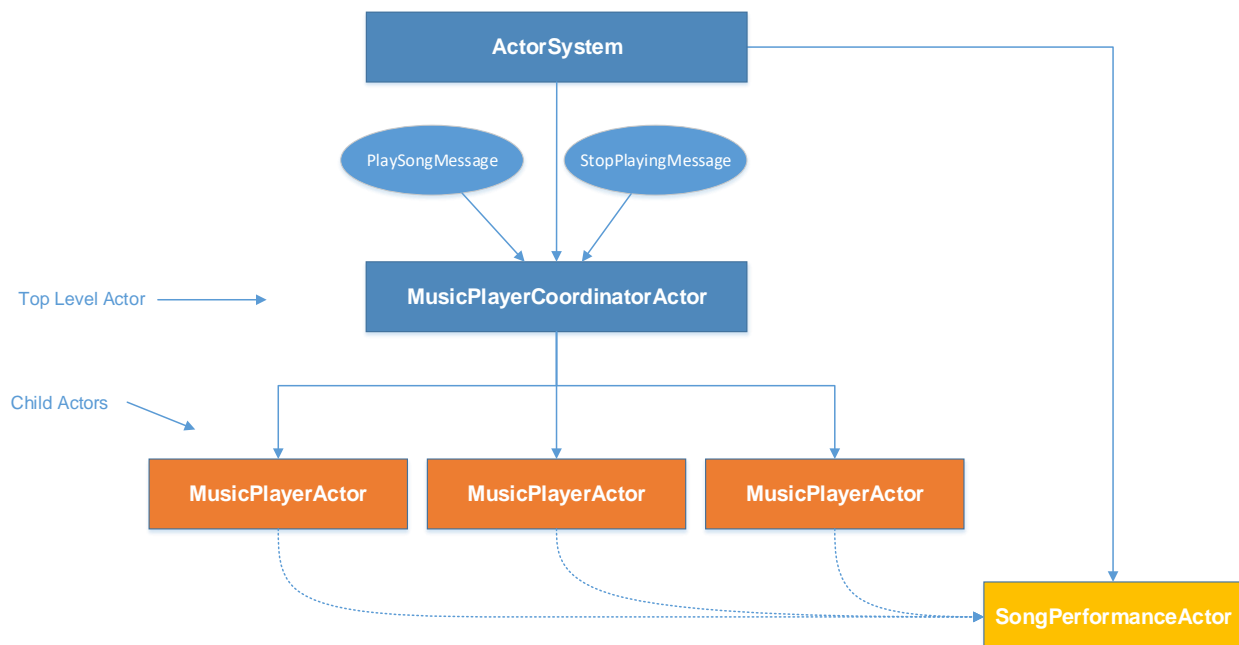 ActorSystem
PlaySongMessage
StopPlayingMessage
Top Level Actor
MusicPlayerCoordinatorActor
Child Actors
MusicPlayerActor
MusicPlayerActor
MusicPlayerActor
SongPerformanceActor